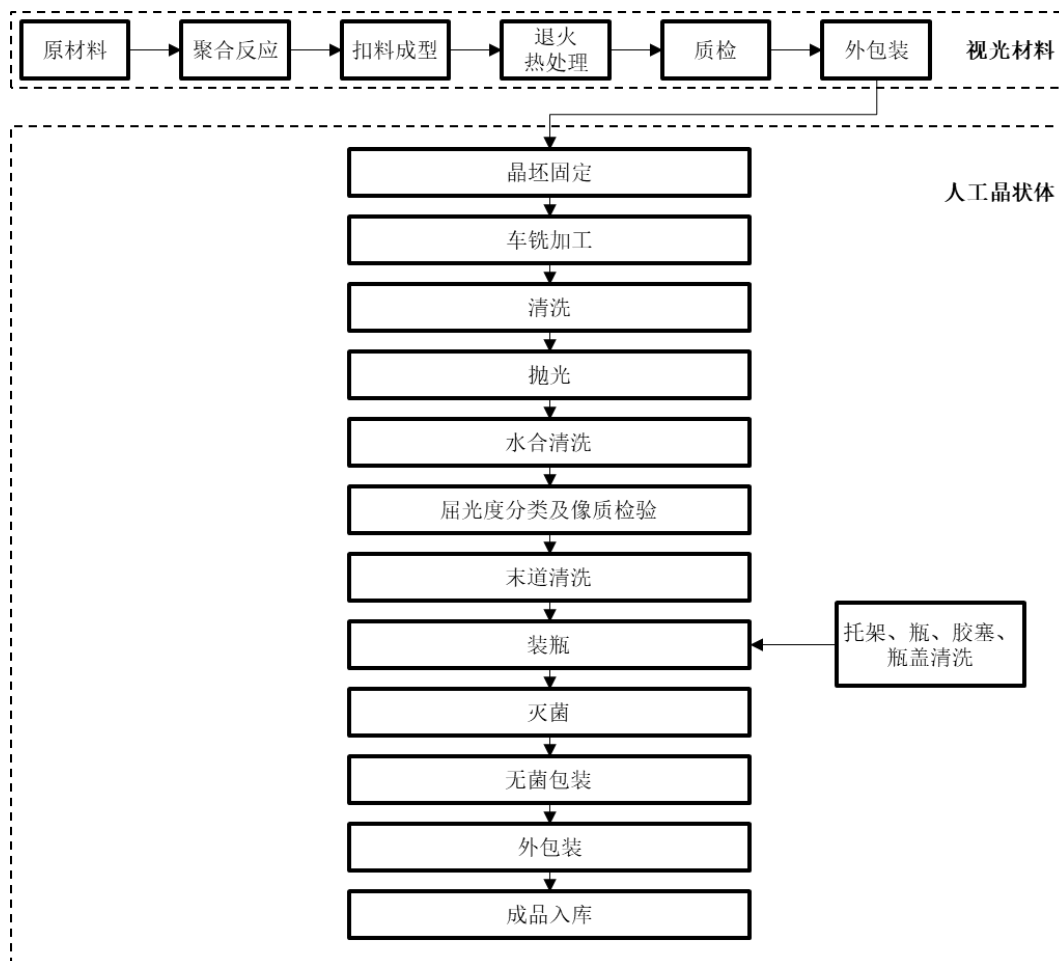 原材料
聚合反应
扣料成型
退火
热处理
质检
外包装
视光材料
人工晶状体
晶坯固定
车铣加工
清洗
抛光
水合清洗
屈光度分类及像质检验
末道清洗
装瓶
托架、瓶、胶塞、
瓶盖清洗
灭菌
无菌包装
外包装
成品入库